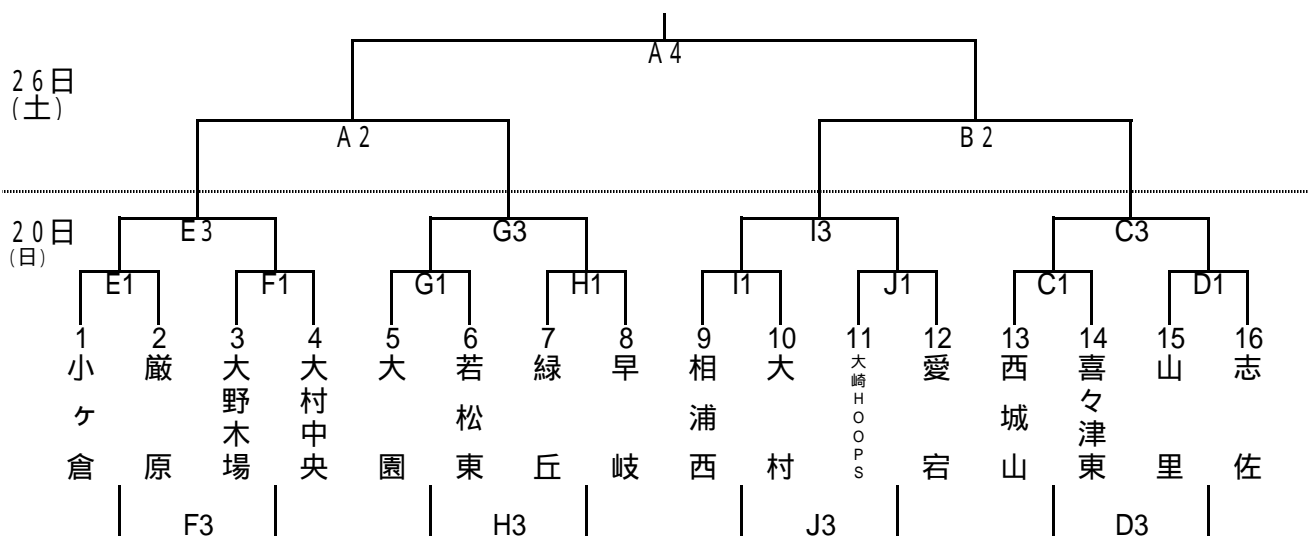 A4
26日
(土)
A2 B2
20日
(日)
E3 G3 I3 C3
E1 F1 G1 H1 I1 J1 C1 D1
1 2 3 4 5 6 7 8 9 10 11 12 13 14 15 16
小ヶ倉
厳原
大野木場
大村中央
大園
若松東
緑丘
早岐
相浦西
大村
大崎HOOPS
愛宕
西城山
喜々津東
山里
志佐
F3 H3 J3 D3